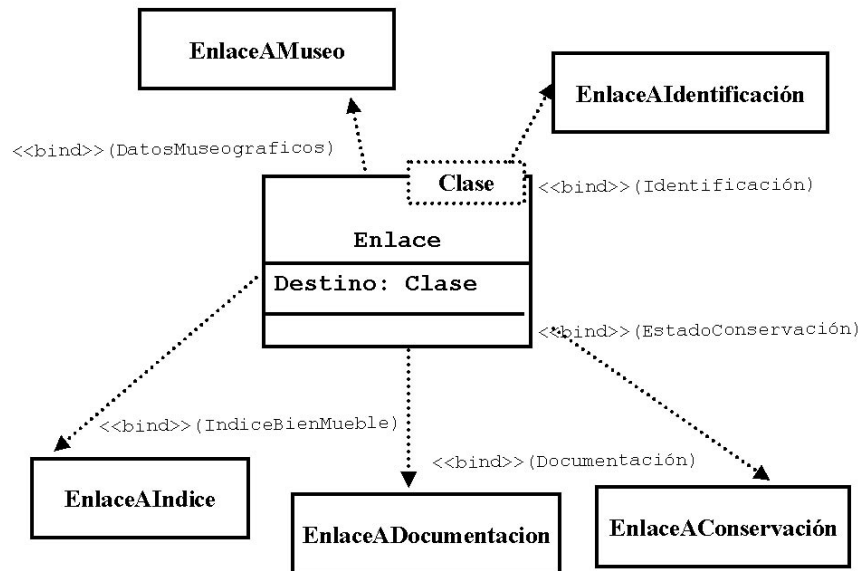 EnlaceAMuseo
EnlaceAIdentificación
<<bind>>(DatosMuseograficos)
Clase
<<bind>>(Identificación)
Enlace
Destino: Clase
<<bind>>(EstadoConservación)
<<bind>>(IndiceBienMueble)
<<bind>>(Documentación)
EnlaceAIndice
EnlaceADocumentacion
EnlaceAConservación